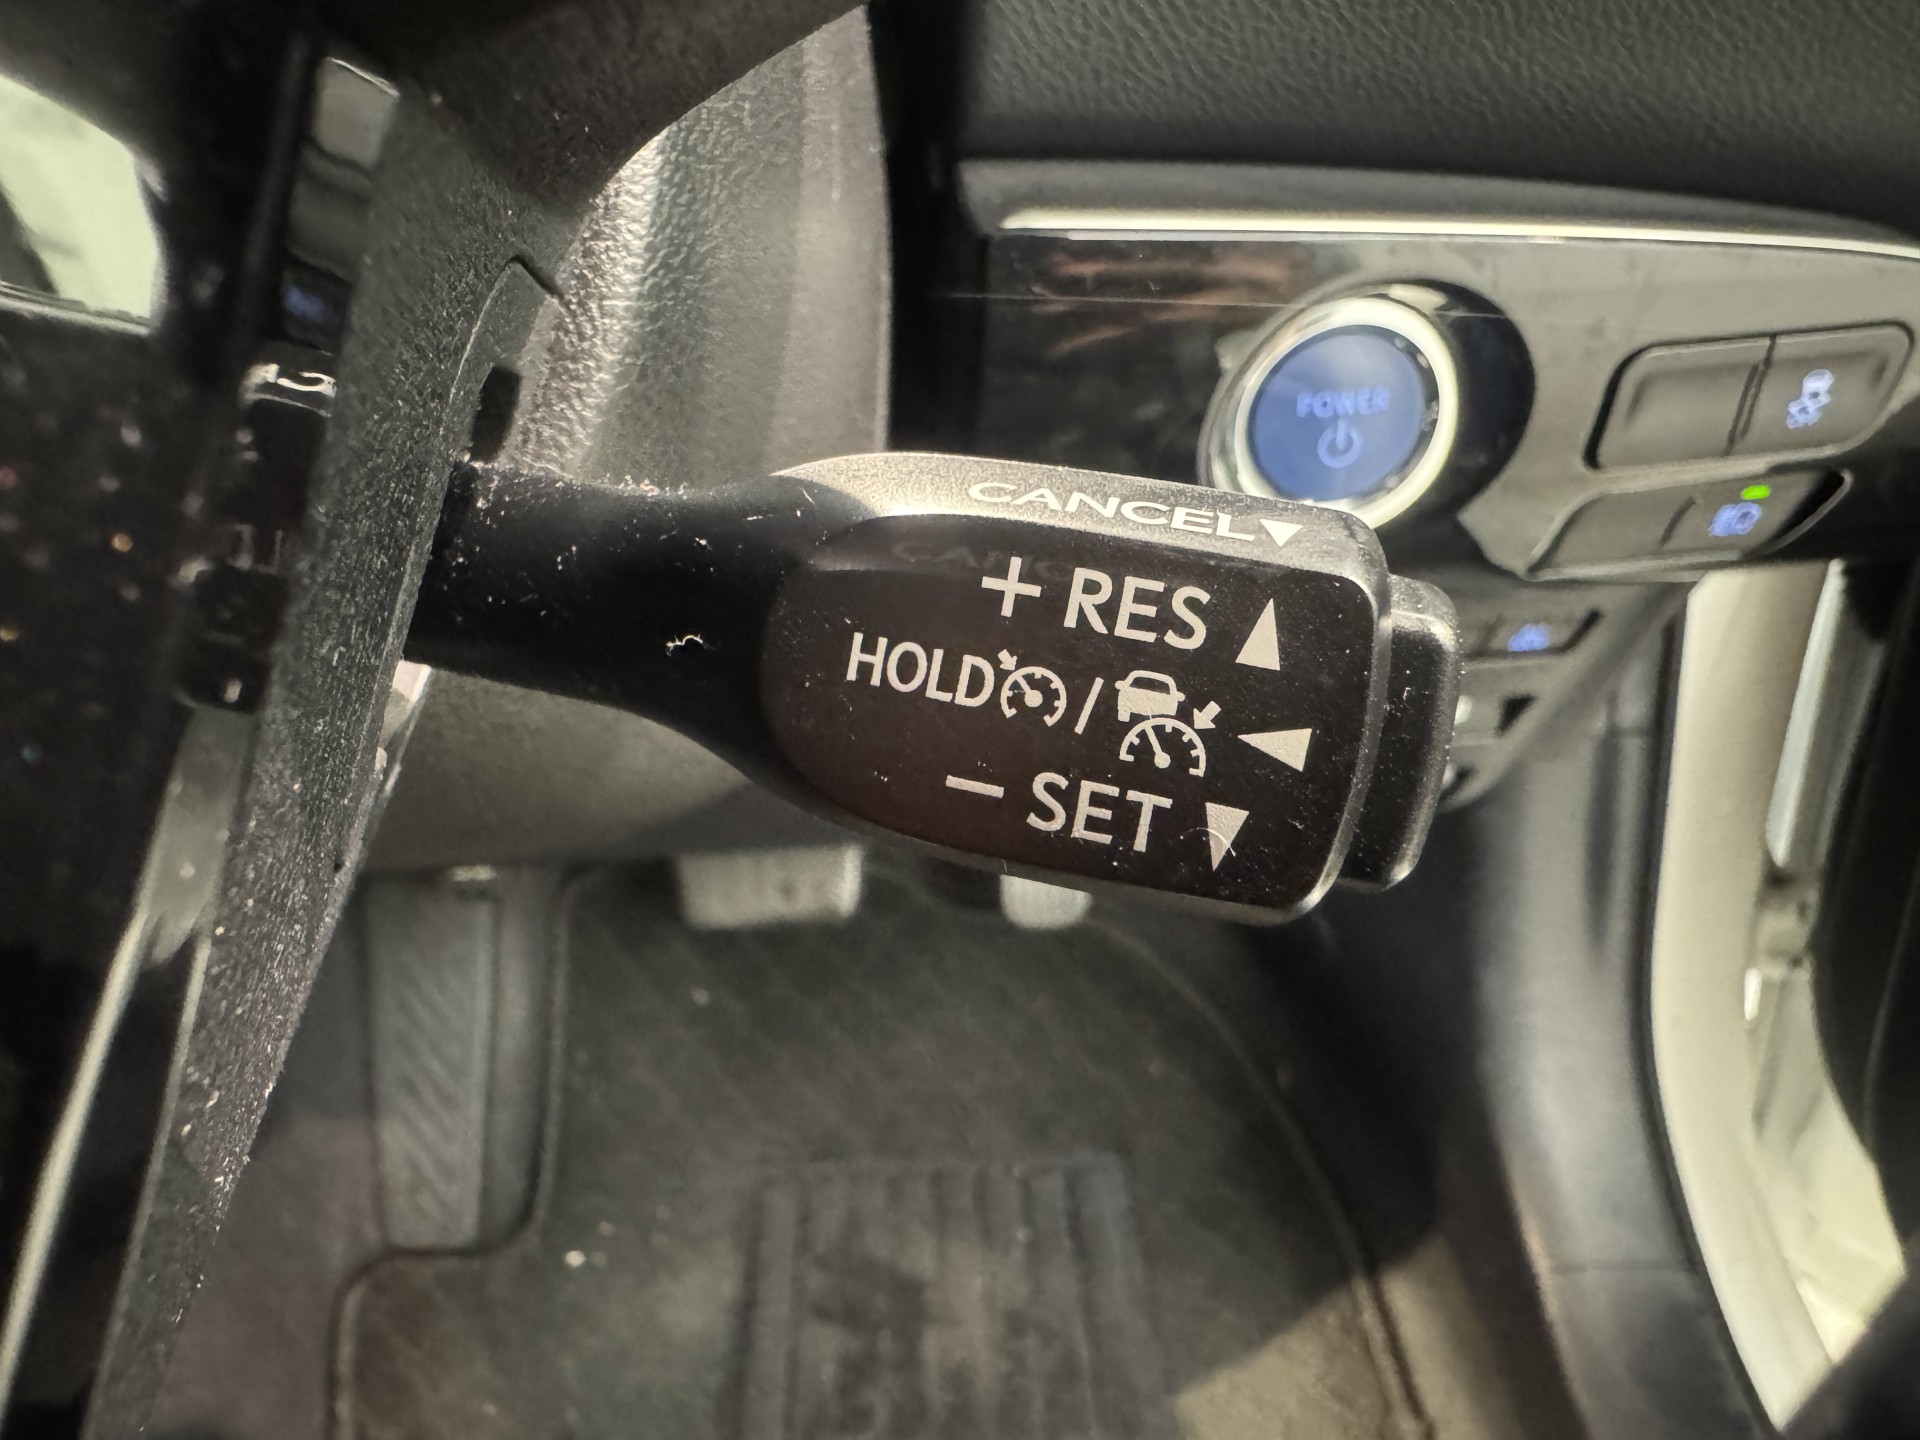 POWER
CANCEL
+ RES
HOLD /
− SET